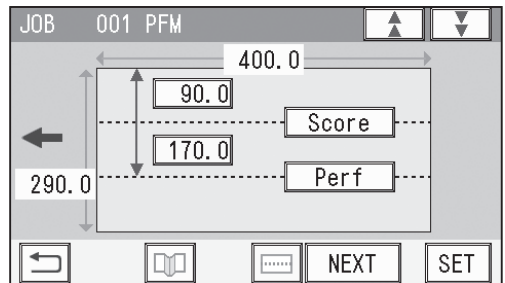 JOB 001 PFM
400.0
90.0
Score
170.0
290.0
Perf
NEXT SET